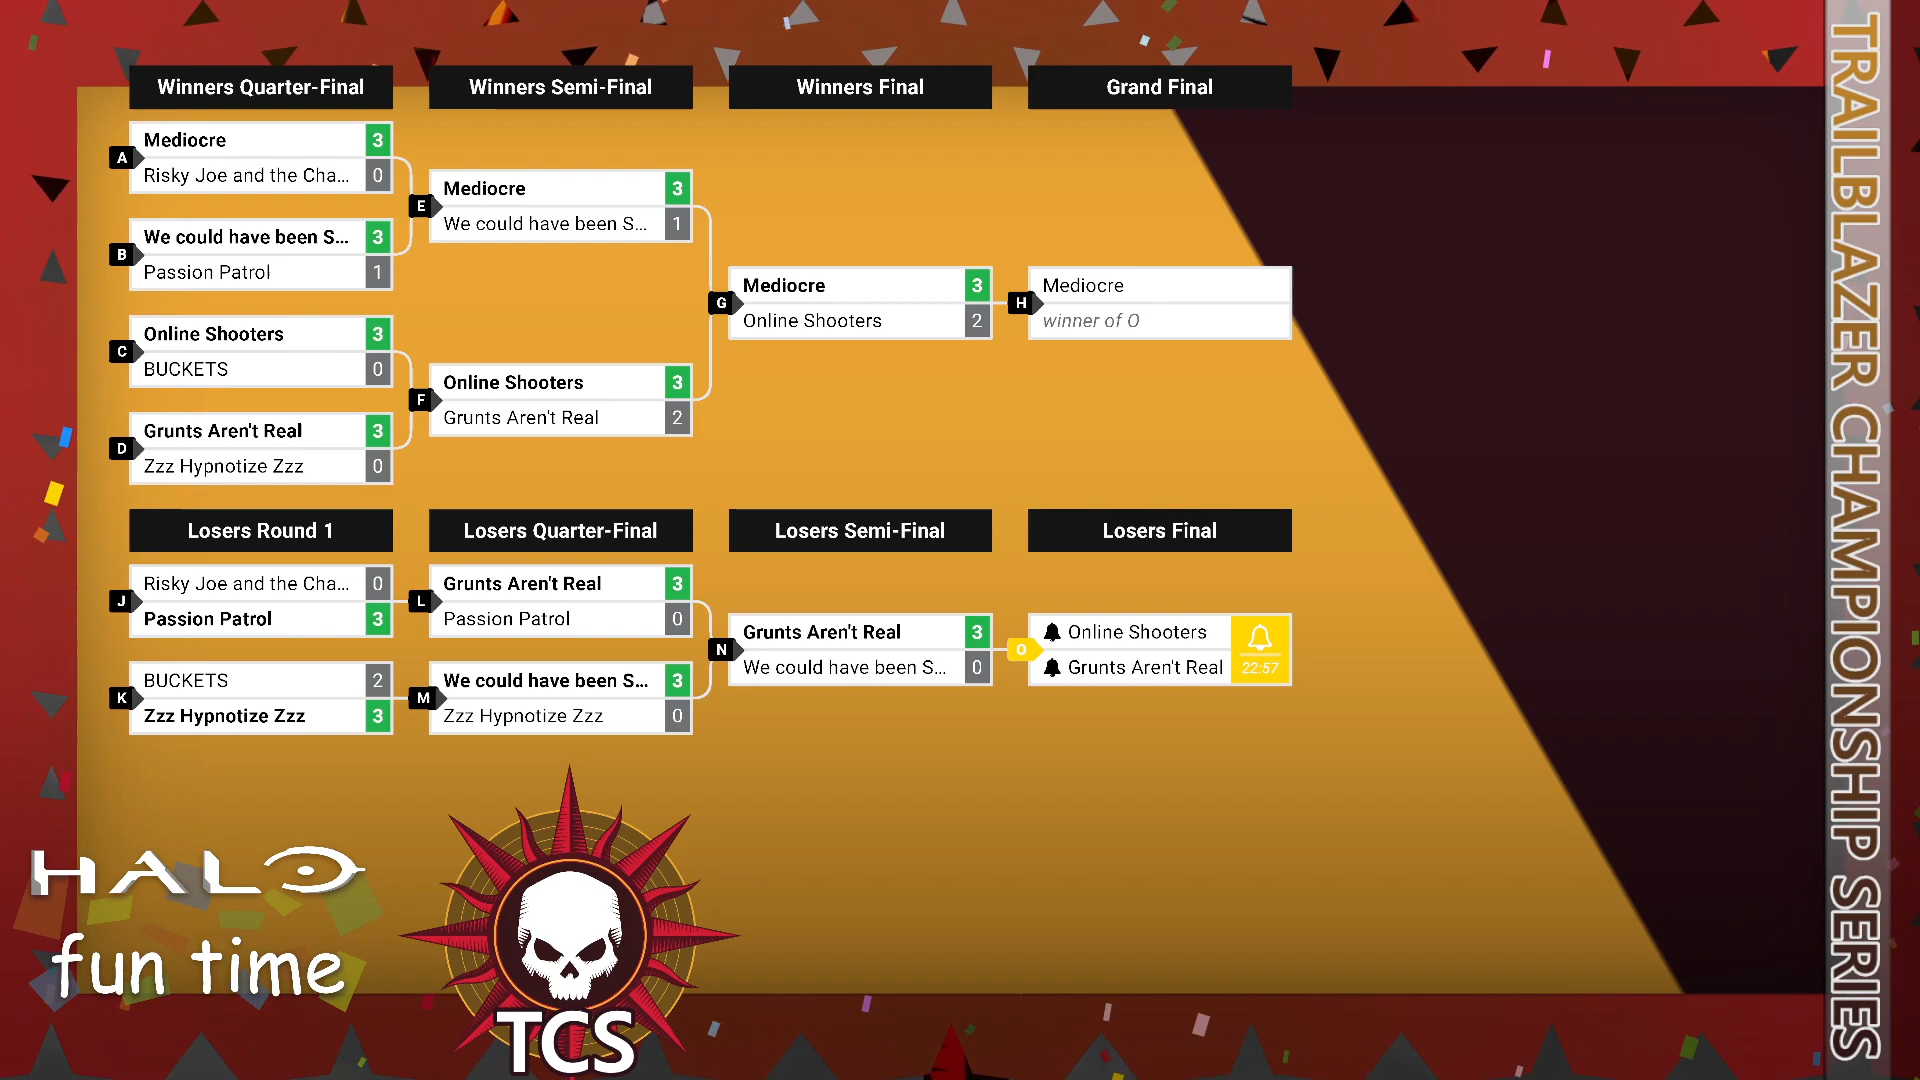 Winners Quarter-Final
Winners Semi-Final
Winners Final
Grand Final
A
Mediocre 3
Risky Joe and the Cha... 0
B
We could have been S... 3
Passion Patrol 1
C
Online Shooters 3
BUCKETS 0
D
Grunts Aren't Real 3
Zzz Hypnotize Zzz 0
E
Mediocre 3
We could have been S... 1
F
Online Shooters 3
Grunts Aren't Real 2
G
Mediocre 3
Online Shooters 2
H
Mediocre
winner of O
Losers Round 1
Losers Quarter-Final
Losers Semi-Final
Losers Final
J
Risky Joe and the Cha... 0
Passion Patrol 3
K
BUCKETS 2
Zzz Hypnotize Zzz 3
L
Grunts Aren't Real 3
Passion Patrol 0
M
We could have been S... 3
Zzz Hypnotize Zzz 0
N
Grunts Aren't Real 3
We could have been S... 0
O
Online Shooters
Grunts Aren't Real
22:57
HALO
fun time
TCS
TRAILBLAZER CHAMPIONSHIP SERIES